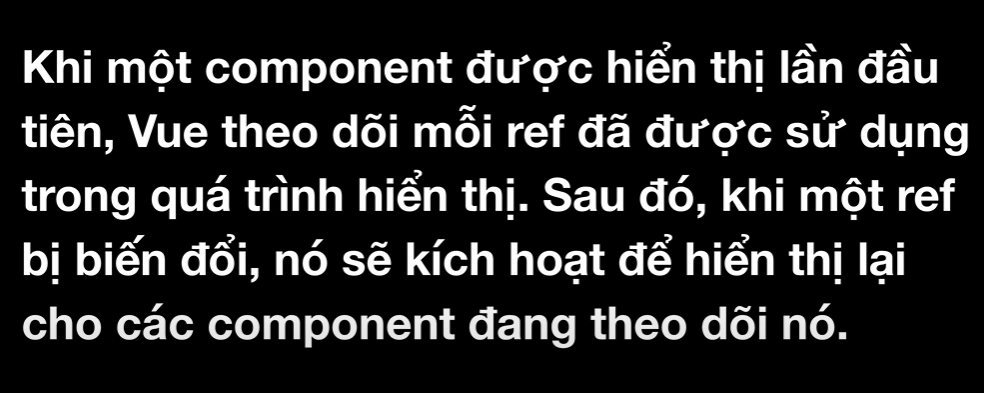 Khi một component được hiển thị lần đầu
tiên, Vue theo dõi mỗi ref đã được sử dụng
trong quá trình hiển thị. Sau đó, khi một ref
bị biến đổi, nó sẽ kích hoạt để hiển thị lại
cho các component đang theo dõi nó.